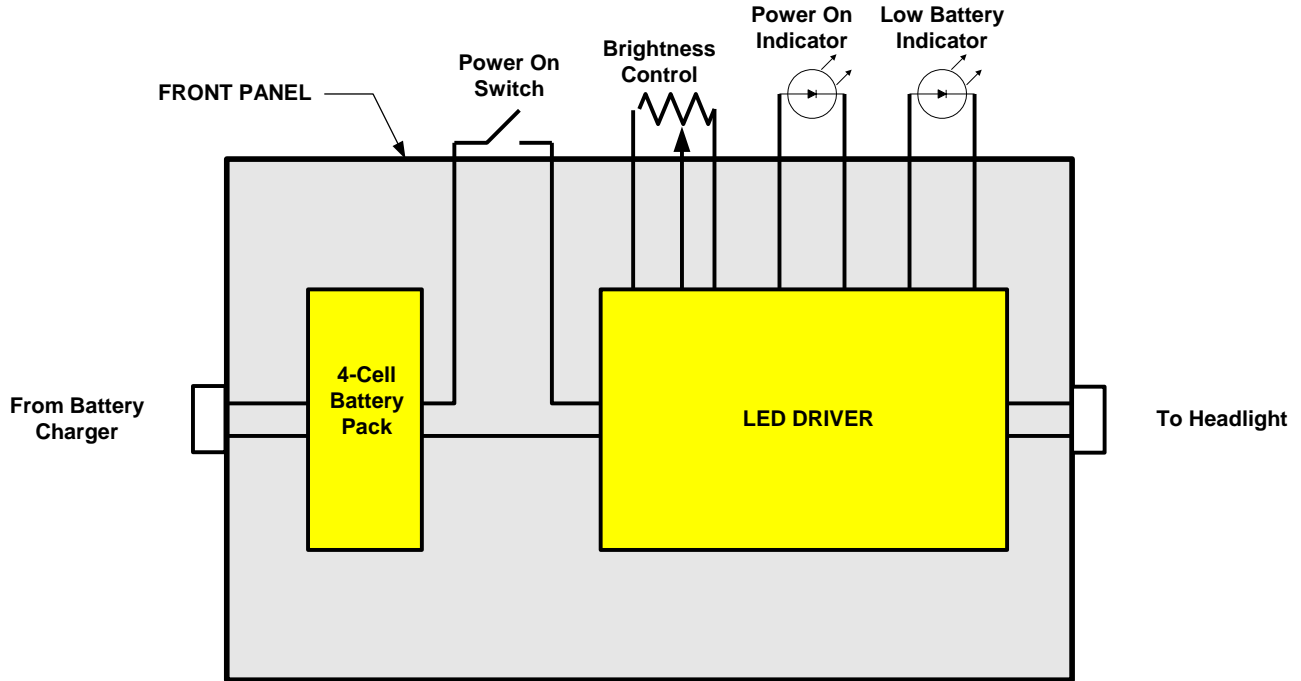 Power On
Indicator
Low Battery
Indicator
Brightness
Control
Power On
Switch
FRONT PANEL
4-Cell
Battery
Pack
LED DRIVER
From Battery
Charger
To Headlight